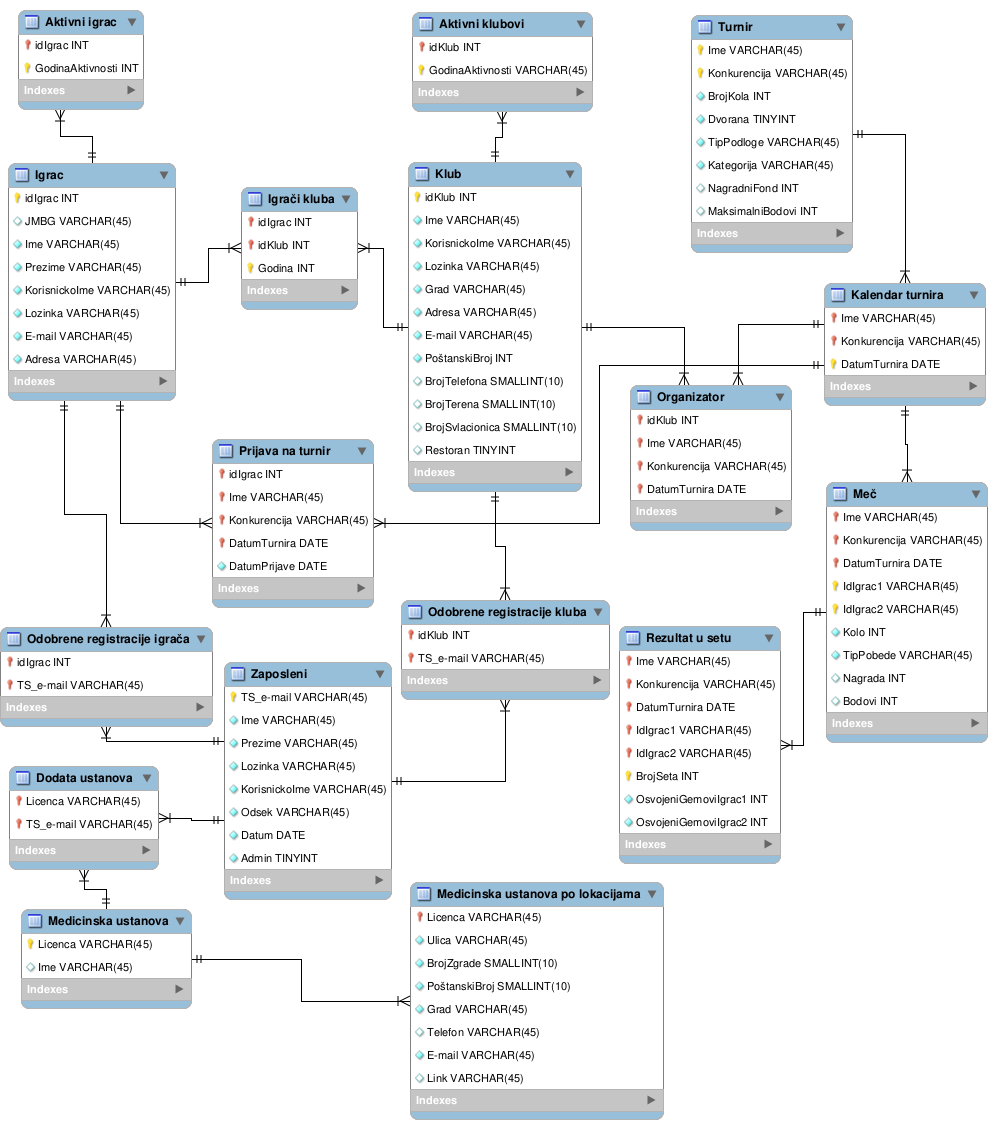 Aktivni igrac
idIgrac INT
GodinaAktivnosti INT
Indexes
Aktivni klubovi
idKlub INT
GodinaAktivnosti VARCHAR(45)
Indexes
Turnir
Ime VARCHAR(45)
Konkurencija VARCHAR(45)
BrojKola INT
Dvorana TINYINT
TipPodloge VARCHAR(45)
Kategorija VARCHAR(45)
NagradniFond INT
MaksimalniBodovi INT
Indexes
Igrac
idIgrac INT
JMBG VARCHAR(45)
Ime VARCHAR(45)
Prezime VARCHAR(45)
KorisnickoIme VARCHAR(45)
Lozinka VARCHAR(45)
E-mail VARCHAR(45)
Adresa VARCHAR(45)
Indexes
Igrači kluba
idIgrac INT
idKlub INT
Godina INT
Indexes
Klub
idKlub INT
Ime VARCHAR(45)
KorisnickoIme VARCHAR(45)
Lozinka VARCHAR(45)
Grad VARCHAR(45)
Adresa VARCHAR(45)
E-mail VARCHAR(45)
PoštanskiBroj INT
BrojTelefona SMALLINT(10)
BrojTerena SMALLINT(10)
BrojSvlacionica SMALLINT(10)
Restoran TINYINT
Indexes
Kalendar turnira
Ime VARCHAR(45)
Konkurencija VARCHAR(45)
DatumTurnira DATE
Indexes
Organizator
idKlub INT
Ime VARCHAR(45)
Konkurencija VARCHAR(45)
DatumTurnira DATE
Indexes
Prijava na turnir
idIgrac INT
Ime VARCHAR(45)
Konkurencija VARCHAR(45)
DatumTurnira DATE
DatumPrijave DATE
Indexes
Meč
Ime VARCHAR(45)
Konkurencija VARCHAR(45)
DatumTurnira DATE
IdIgrac1 VARCHAR(45)
IdIgrac2 VARCHAR(45)
Kolo INT
TipPobede VARCHAR(45)
Nagrada INT
Bodovi INT
Indexes
Odobrene registracije igrača
idIgrac INT
TS_e-mail VARCHAR(45)
Indexes
Odobrene registracije kluba
idKlub INT
TS_e-mail VARCHAR(45)
Indexes
Rezultat u setu
Ime VARCHAR(45)
Konkurencija VARCHAR(45)
DatumTurnira DATE
IdIgrac1 VARCHAR(45)
IdIgrac2 VARCHAR(45)
BrojSeta INT
OsvojeniGemoviIgrac1 INT
OsvojeniGemoviIgrac2 INT
Indexes
Zaposleni
TS_e-mail VARCHAR(45)
Ime VARCHAR(45)
Prezime VARCHAR(45)
Lozinka VARCHAR(45)
KorisnickoIme VARCHAR(45)
Odsek VARCHAR(45)
Datum DATE
Admin TINYINT
Indexes
Dodata ustanova
Licenca VARCHAR(45)
TS_e-mail VARCHAR(45)
Indexes
Medicinska ustanova
Licenca VARCHAR(45)
Ime VARCHAR(45)
Indexes
Medicinska ustanova po lokacijama
Licenca VARCHAR(45)
Ulica VARCHAR(45)
BrojZgrade SMALLINT(10)
PoštanskiBroj SMALLINT(10)
Grad VARCHAR(45)
Telefon VARCHAR(45)
E-mail VARCHAR(45)
Link VARCHAR(45)
Indexes